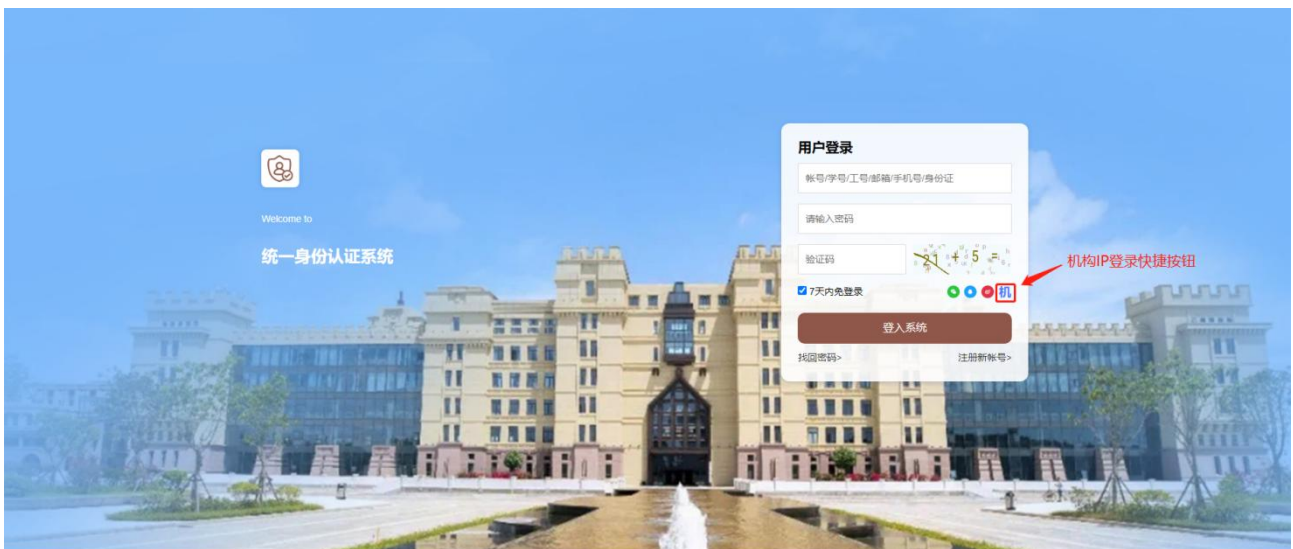 Welcome to
统一身份认证系统
用户登录
帐号/学号/工号/邮箱/手机号/身份证
请输入密码
验证码
21 + 5 =
7天内免登录
机
机构IP登录快捷按钮
登入系统
找回密码>
注册新帐号>